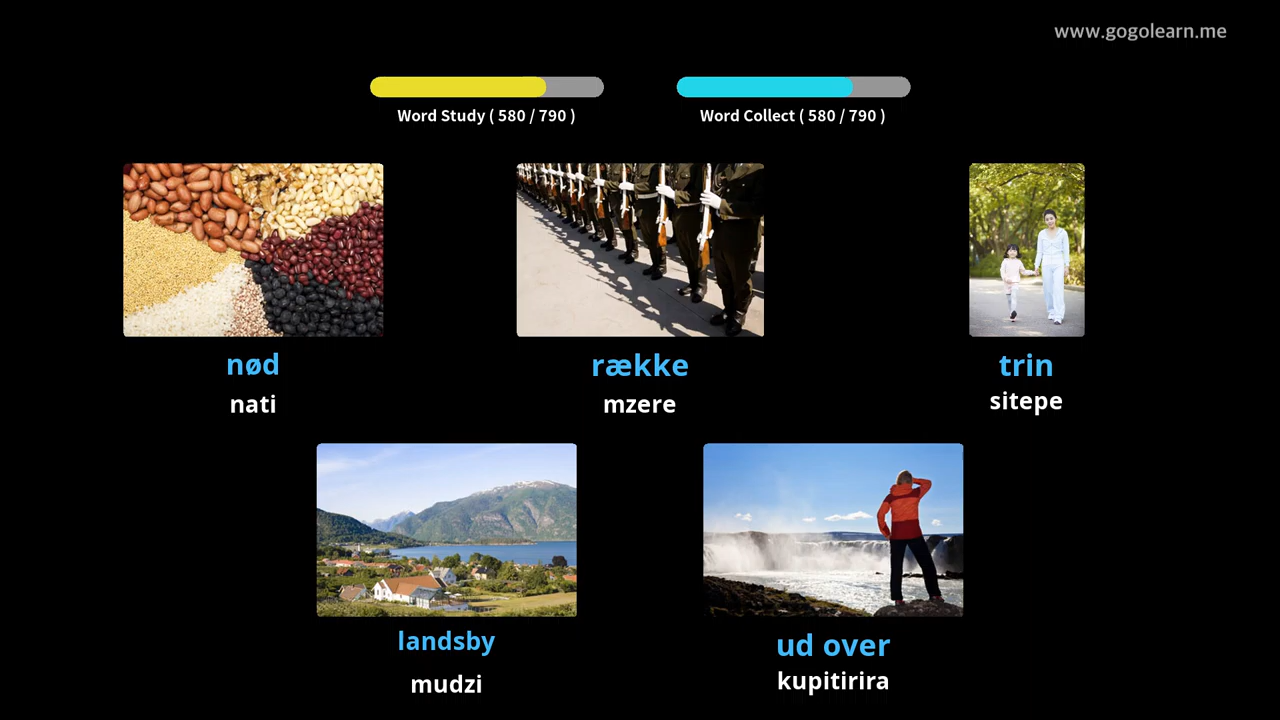 www.gogolearn.me
Word Study ( 580 / 790 )
Word Collect ( 580 / 790 )
nød
nati
række
mzere
trin
sitepe
landsby
mudzi
ud over
kupitirira